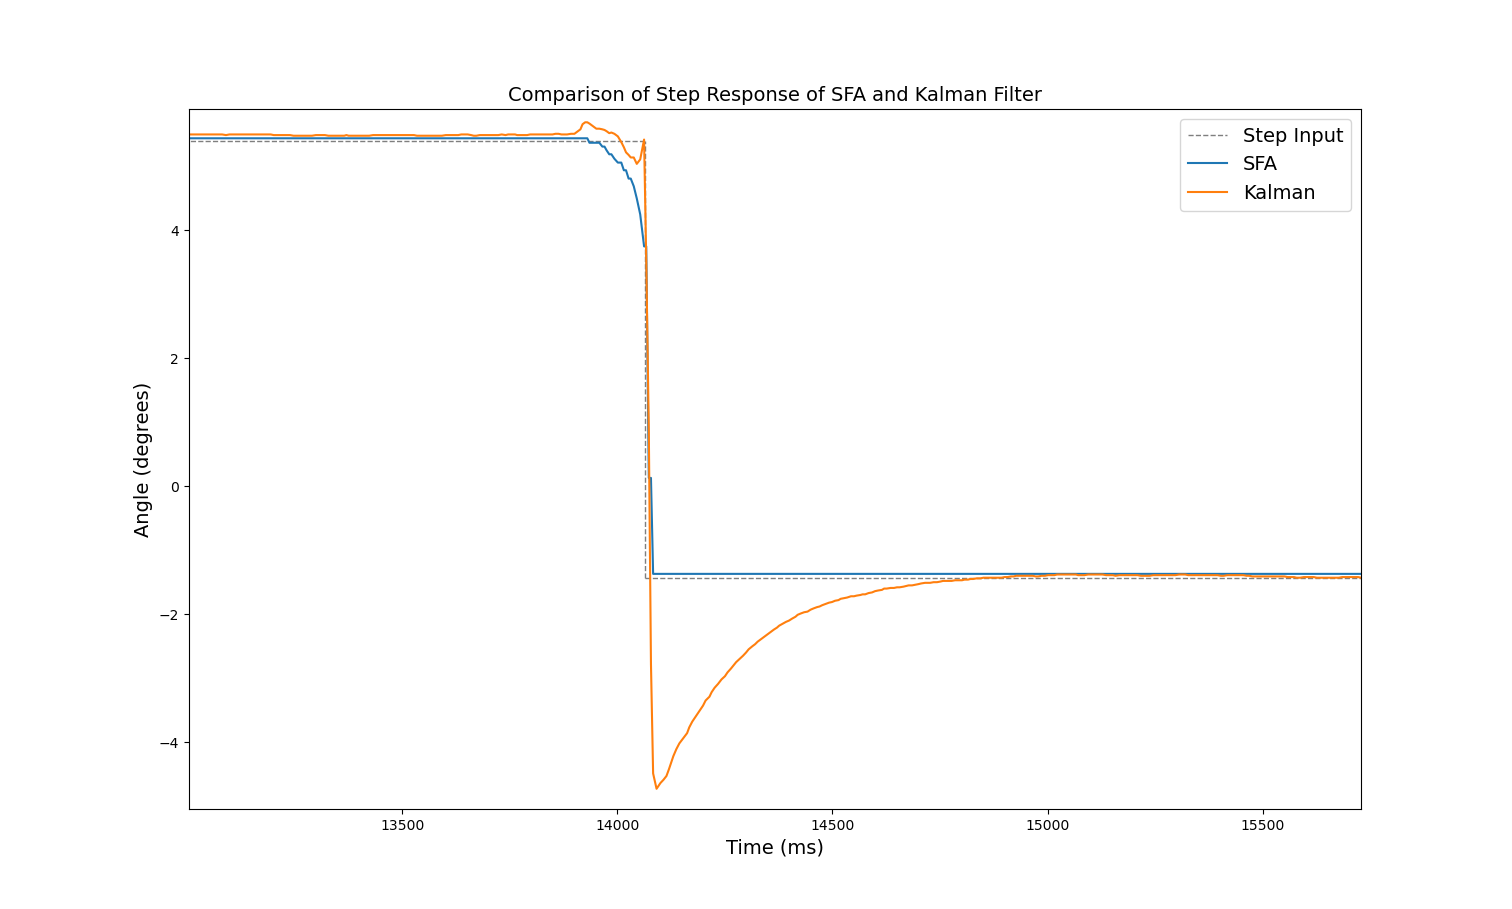 Comparison of Step Response of SFA and Kalman Filter
Step Input
SFA
Kalman
4
2
0
−2
−4
Angle (degrees)
13500
14000
14500
15000
15500
Time (ms)